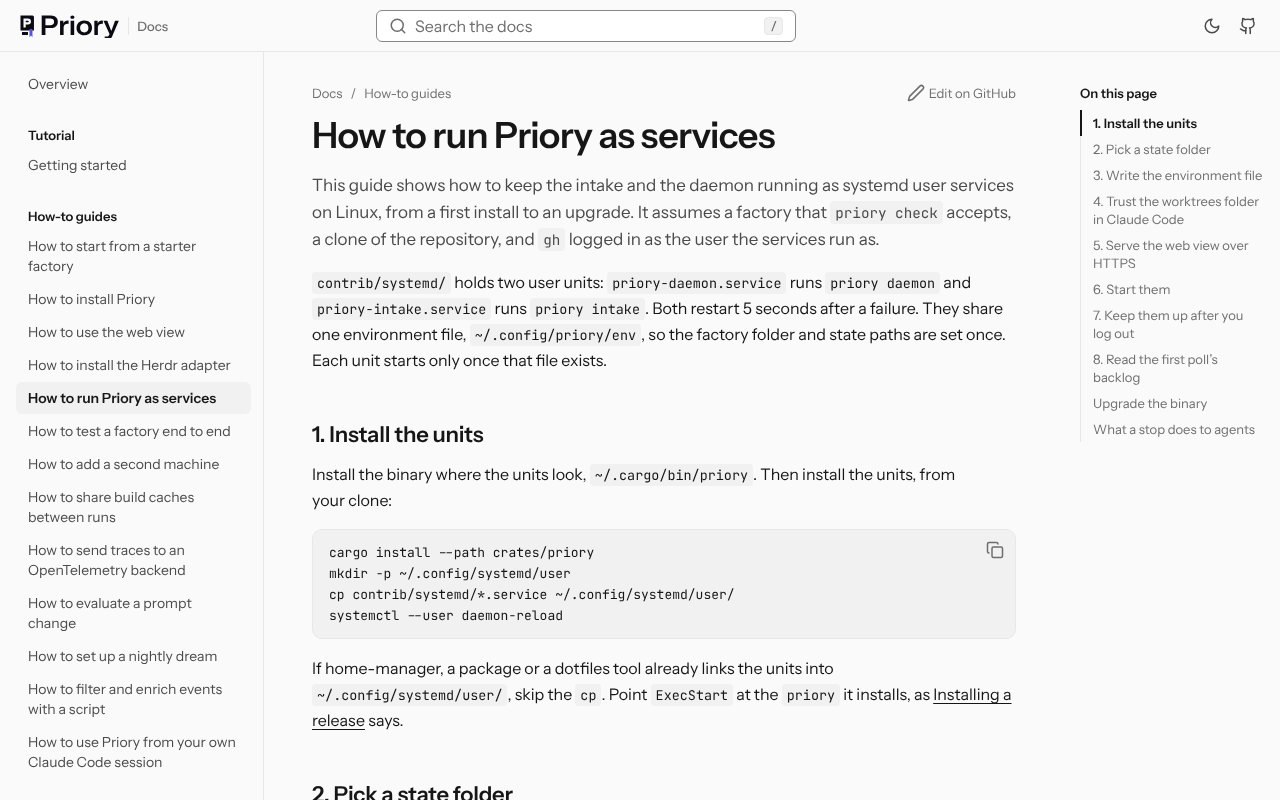 Priory Docs
Search the docs /
Overview
Tutorial
Getting started
How-to guides
How to start from a starter
factory
How to install Priory
How to use the web view
How to install the Herdr adapter
How to run Priory as services
How to test a factory end to end
How to add a second machine
How to share build caches
between runs
How to send traces to an
OpenTelemetry backend
How to evaluate a prompt
change
How to set up a nightly dream
How to filter and enrich events
with a script
How to use Priory from your own
Claude Code session
Docs / How-to guides
Edit on GitHub
How to run Priory as services
This guide shows how to keep the intake and the daemon running as systemd user services
on Linux, from a first install to an upgrade. It assumes a factory that priory check accepts,
a clone of the repository, and gh logged in as the user the services run as.
contrib/systemd/ holds two user units: priory-daemon.service runs priory daemon and
priory-intake.service runs priory intake. Both restart 5 seconds after a failure. They share
one environment file, ~/.config/priory/env, so the factory folder and state paths are set once.
Each unit starts only once that file exists.
1. Install the units
Install the binary where the units look, ~/.cargo/bin/priory. Then install the units, from
your clone:
cargo install --path crates/priory
mkdir -p ~/.config/systemd/user
cp contrib/systemd/*.service ~/.config/systemd/user/
systemctl --user daemon-reload
If home-manager, a package or a dotfiles tool already links the units into
~/.config/systemd/user/, skip the cp. Point ExecStart at the priory it installs, as Installing a
release says.
2. Pick a state folder
On this page
1. Install the units
2. Pick a state folder
3. Write the environment file
4. Trust the worktrees folder
in Claude Code
5. Serve the web view over
HTTPS
6. Start them
7. Keep them up after you
log out
8. Read the first poll's
backlog
Upgrade the binary
What a stop does to agents